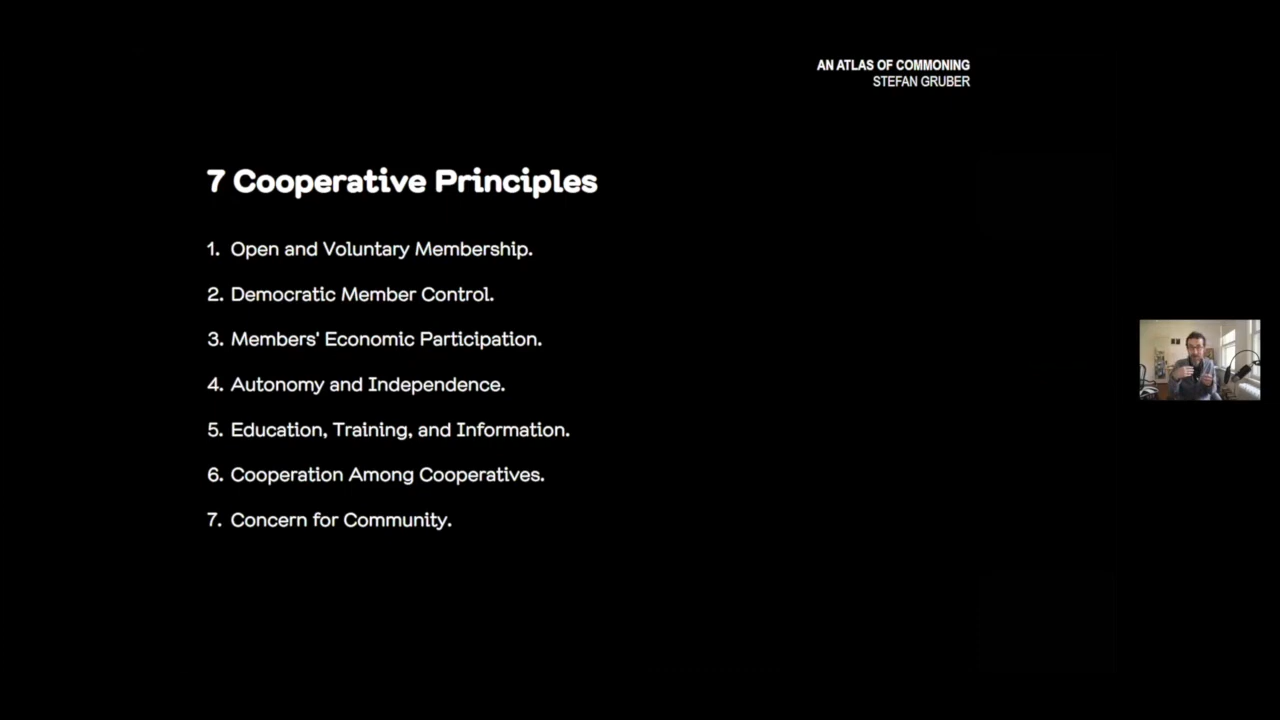 AN ATLAS OF COMMONING
STEFAN GRUBER
7 Cooperative Principles
1. Open and Voluntary Membership.
2. Democratic Member Control.
3. Members' Economic Participation.
4. Autonomy and Independence.
5. Education, Training, and Information.
6. Cooperation Among Cooperatives.
7. Concern for Community.